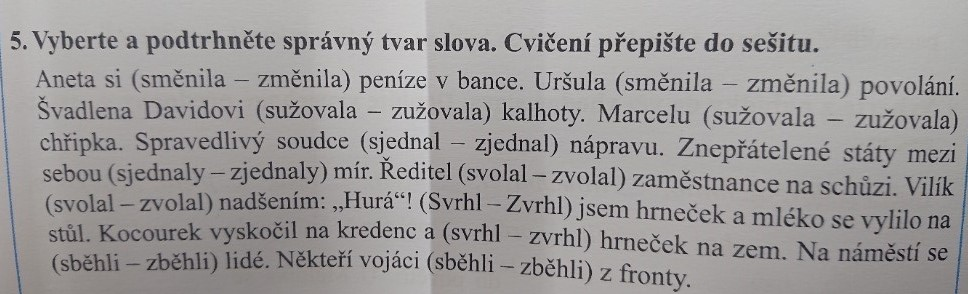 5. Vyberte a podtrhněte správný tvar slova. Cvičení přepište do sešitu.
Aneta si (směnila – změnila) peníze v bance. Uršula (směnila – změnila) povolání.
Švadlena Davidovi (sužovala – zužovala) kalhoty. Marcelu (sužovala – zužovala)
chřipka. Spravedlivý soudce (sjednal – zjednal) nápravu. Znepřátelené státy mezi
sebou (sjednaly – zjednaly) mír. Ředitel (svolal – zvolal) zaměstnance na schůzi. Vilík
(svolal – zvolal) nadšením: „Hurá“! (Svrhl – Zvrhl) jsem hrneček a mléko se vylilo na
stůl. Kocourek vyskočil na kredenc a (svrhl – zvrhl) hrneček na zem. Na náměstí se
(sběhli – zběhli) lidé. Někteří vojáci (sběhli – zběhli) z fronty.